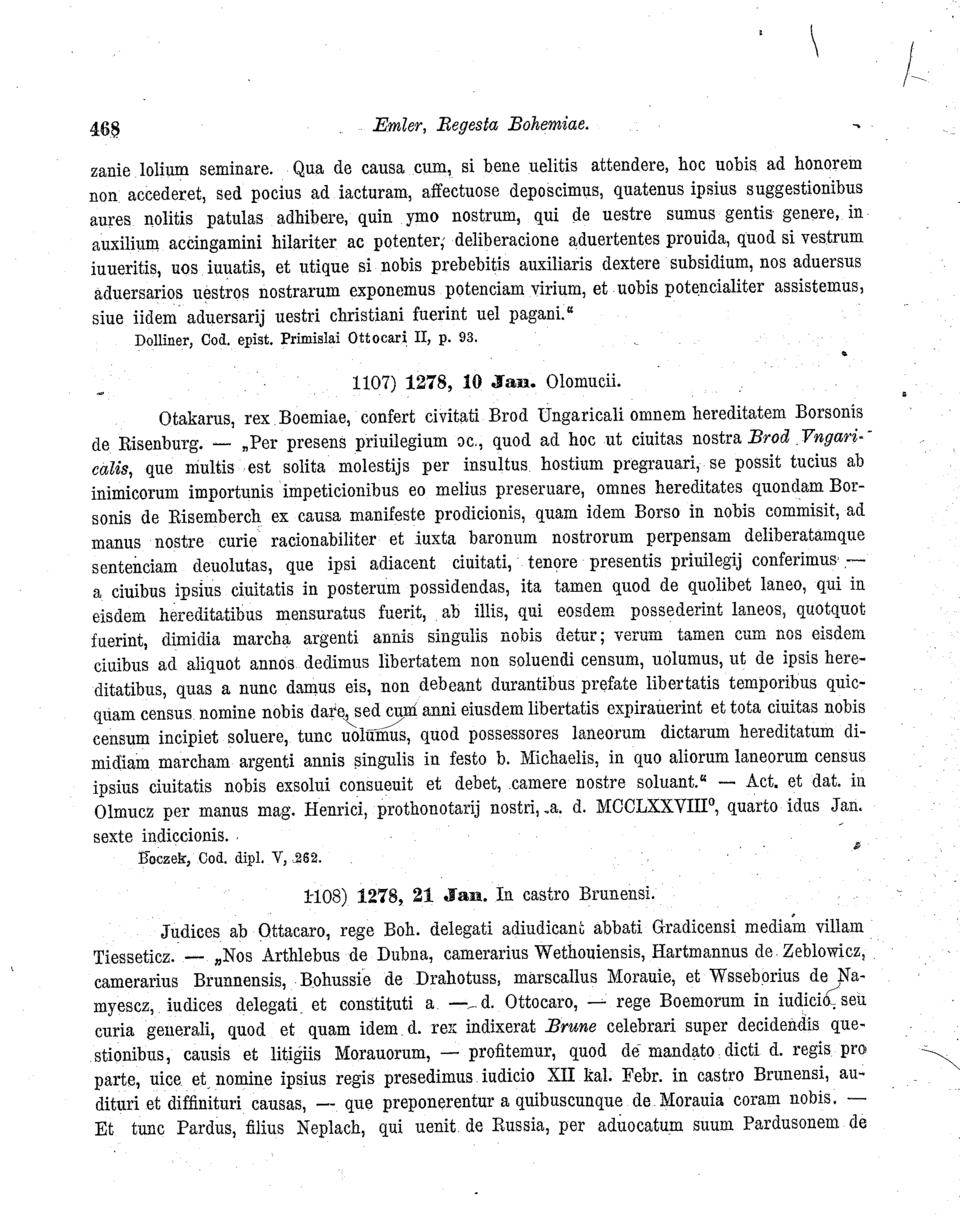 468 Emler, Regesta Bohemiae.
zanie lolium seminare. Qua de causa cum, si bene uelitis attendere, hoc uobis ad honorem
non accederet, sed pocius ad iacturam, affectuose deposcimus, quatenus ipsius suggestionibus
aures nolitis patulas adhibere, quin ymo nostrum, qui de uestre sumus gentis genere, in
auxilium accingamini hilariter ac potenter, deliberacione aduertentes prouida, quod si vestrum
iuueritis, uos iuuatis, et utique si nobis prebebitis auxiliaris dextere subsidium, nos aduersus
aduersarios uestros nostrarum exponemus potenciam virium, et uobis potencialiter assistemus,
siue iidem aduersarij uestri christiani fuerint uel pagani.“
Dolliner, Cod. epist. Primislai Ottocari II, p. 93.
1107) 1278, 10 Jan. Olomucii.
Otakarus, rex Boemiae, confert civitati Brod Ungaricali omnem hereditatem Borsonis
de Risenburg. — „Per presens priuilegium ɔc., quod ad hoc ut ciuitas nostra Brod Vngari-
calis, que multis est solita molestijs per insultus hostium pregrauari, se possit tucius ab
inimicorum importunis impeticionibus eo melius preseruare, omnes hereditates quondam Bor-
sonis de Risemberch ex causa manifeste prodicionis, quam idem Borso in nobis commisit, ad
manus nostre curie racionabiliter et iuxta baronum nostrorum perpensam deliberatamque
sentenciam deuolutas, que ipsi adiacent ciuitati, tenore presentis priuilegij conferimus —
a ciuibus ipsius ciuitatis in posterum possidendas, ita tamen quod de quolibet laneo, qui in
eisdem hereditatibus mensuratus fuerit, ab illis, qui eosdem possederint laneos, quotquot
fuerint, dimidia marcha argenti annis singulis nobis detur; verum tamen cum nos eisdem
ciuibus ad aliquot annos dedimus libertatem non soluendi censum, uolumus, ut de ipsis here-
ditatibus, quas a nunc damus eis, non debeant durantibus prefate libertatis temporibus quic-
quam census nomine nobis dare, sed cum anni eiusdem libertatis expirauerint et tota ciuitas nobis
censum incipiet soluere, tunc uolumus, quod possessores laneorum dictarum hereditatum di-
midiam marcham argenti annis singulis in festo b. Michaelis, in quo aliorum laneorum census
ipsius ciuitatis nobis exsolui consueuit et debet, camere nostre soluant.“ — Act. et dat. in
Olmucz per manus mag. Henrici, prothonotarij nostri, a. d. MCCLXXVIII⁰, quarto idus Jan.
sexte indiccionis.
Boczek, Cod. dipl. V, 262.
1108) 1278, 21 Jan. In castro Brunensi.
Judices ab Ottacaro, rege Boh. delegati adiudicant abbati Gradicensi mediam villam
Tiesseticz. — „Nos Arthlebus de Dubna, camerarius Wethouiensis, Hartmannus de Zeblowicz,
camerarius Brunnensis, Bohussie de Drahotuss, marscallus Morauie, et Wsseborius de Na-
myescz, iudices delegati et constituti a — d. Ottocaro, — rege Boemorum in iudicio seu
curia generali, quod et quam idem d. rex indixerat Brune celebrari super decidendis que-
stionibus, causis et litigiis Morauorum, — profitemur, quod de mandato dicti d. regis pro
parte, uice et nomine ipsius regis presedimus iudicio XII kal. Febr. in castro Brunensi, au-
dituri et diffinituri causas, — que preponerentur a quibuscunque de Morauia coram nobis. —
Et tunc Pardus, filius Neplach, qui uenit de Russia, per aduocatum suum Pardusonem de